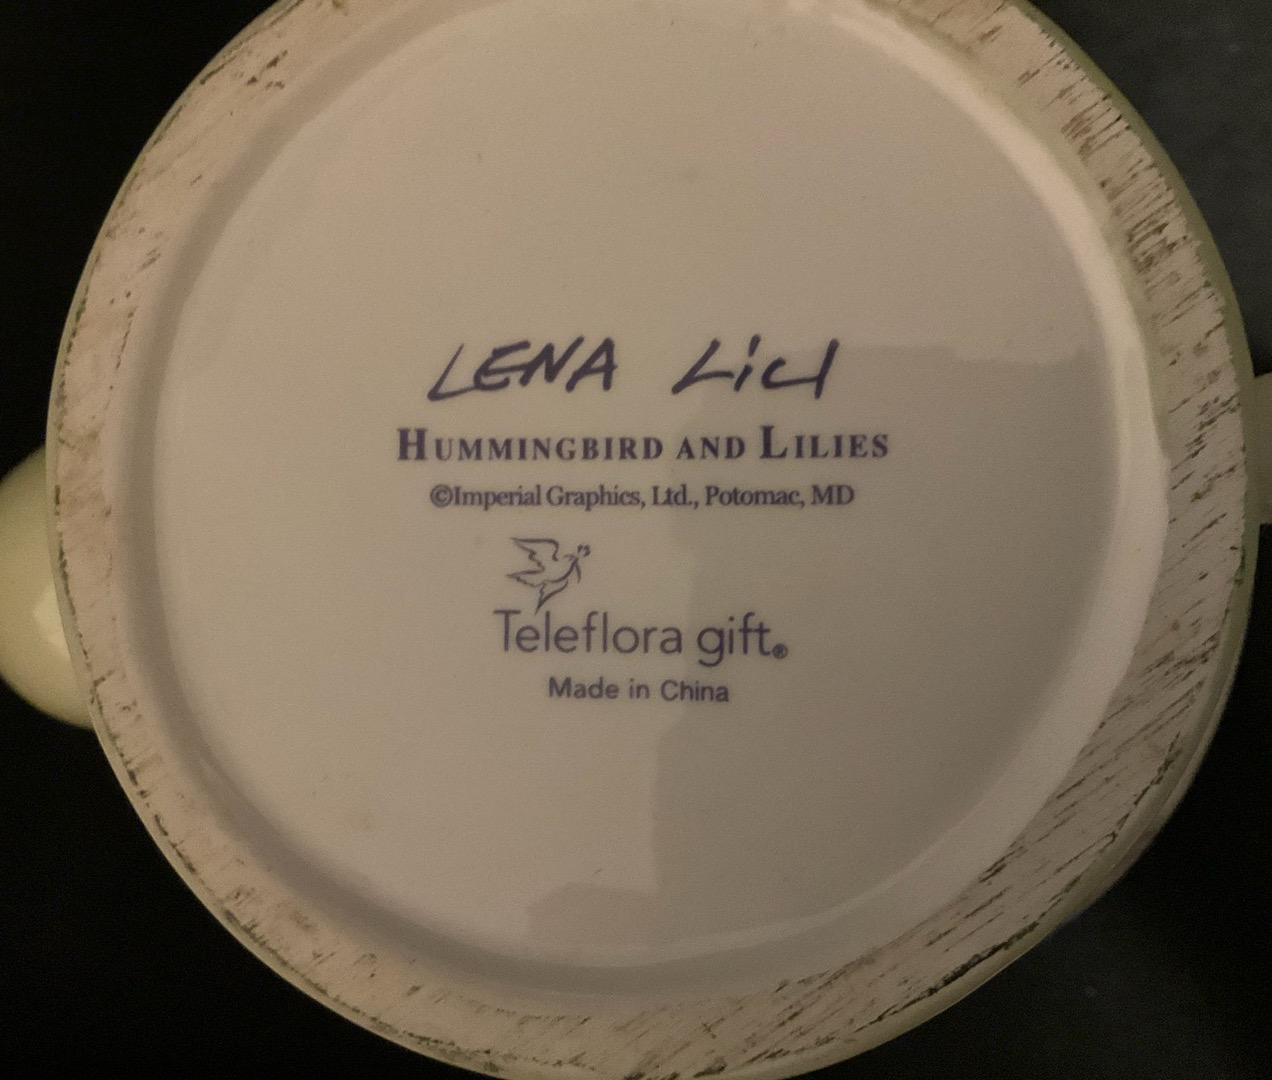 LENA LiU
HUMMINGBIRD AND LILIES
©Imperial Graphics, Ltd., Potomac, MD
Teleflora gift®
Made in China